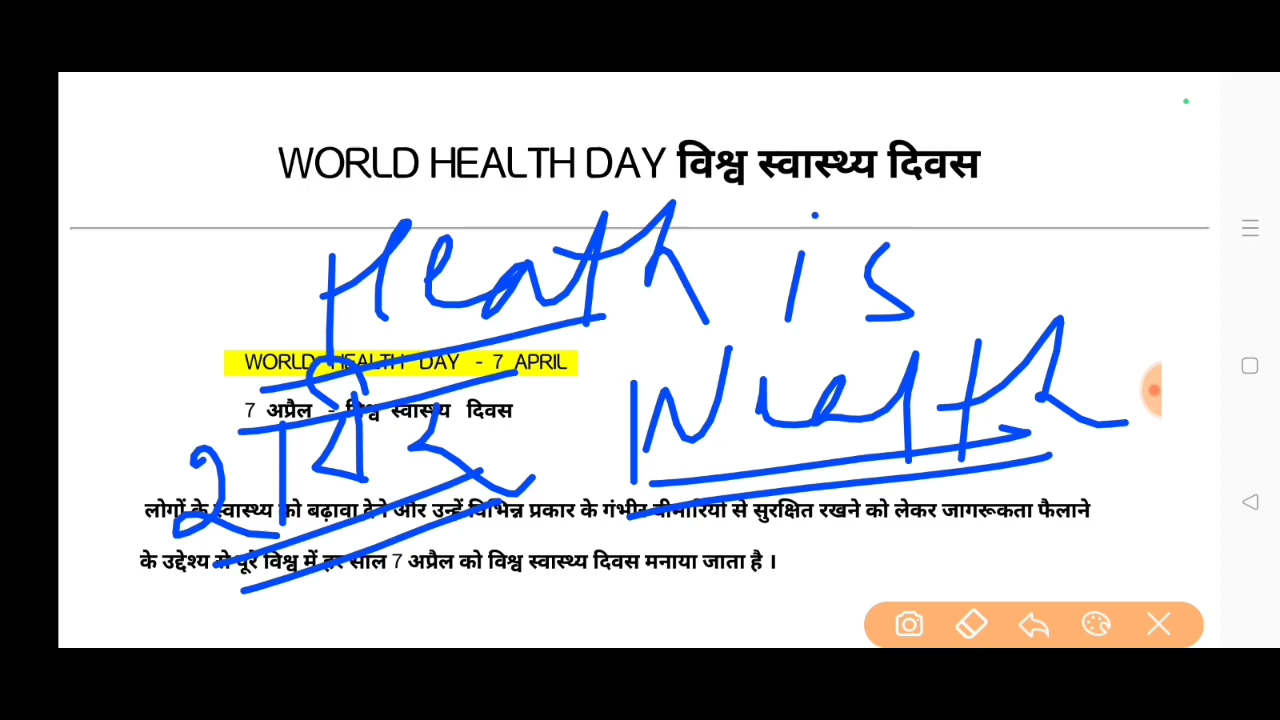 WORLD HEALTH DAY विश्व स्वास्थ्य दिवस
Heath is
Wealth
WORLD HEALTH DAY - 7 APRIL
7 अप्रैल - विश्व स्वास्थ्य दिवस
लोगों के स्वास्थ्य को बढ़ावा देने और उन्हें विभिन्न प्रकार के गंभीर बीमारियों से सुरक्षित रखने को लेकर जागरूकता फैलाने
के उद्देश्य से पूरे विश्व में हर साल 7 अप्रैल को विश्व स्वास्थ्य दिवस मनाया जाता है ।